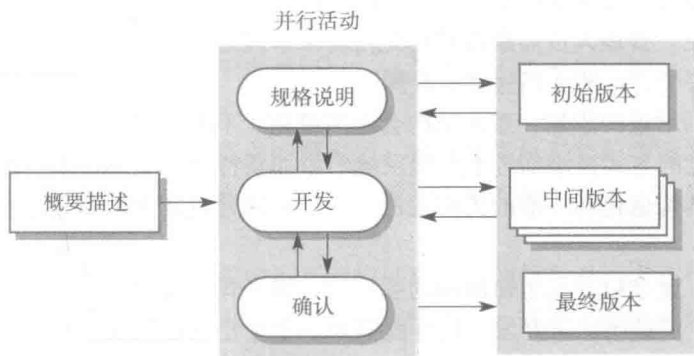 并行活动
规格说明
初始版本
概要描述
开发
中间版本
确认
最终版本